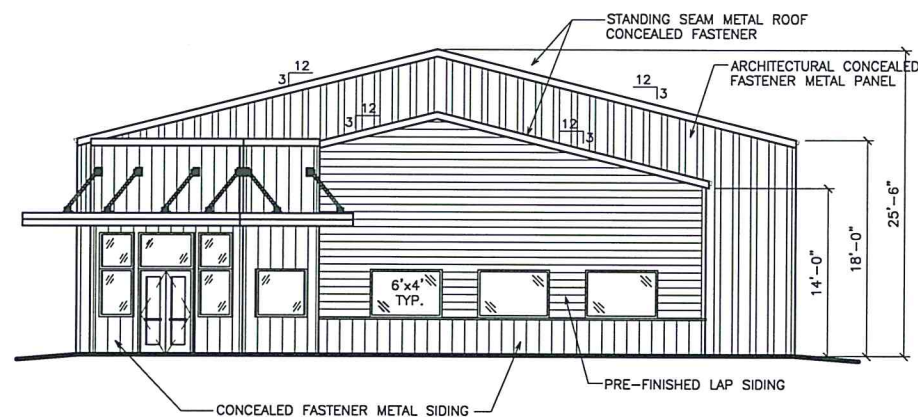 STANDING SEAM METAL ROOF
CONCEALED FASTENER
12
3
12
3
ARCHITECTURAL CONCEALED
FASTENER METAL PANEL
12
3
12
3
25'-6"
18'-0"
14'-0"
6'x4'
TYP.
PRE-FINISHED LAP SIDING
CONCEALED FASTENER METAL SIDING